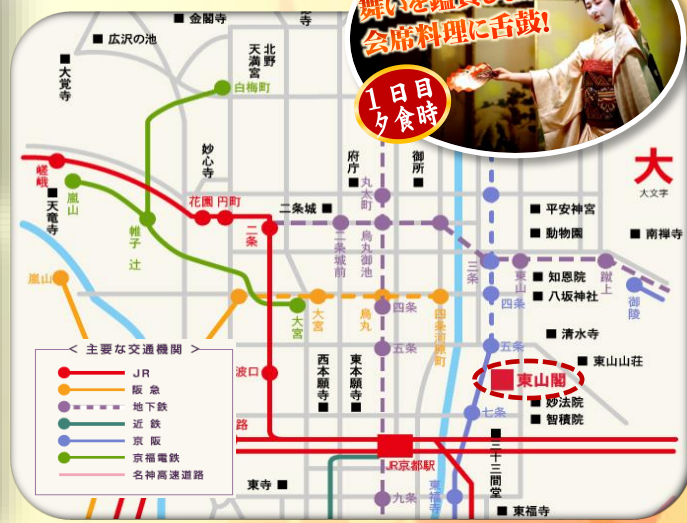 舞いを鑑賞し
会席料理に舌鼓!
1日目
夕食時
■ 金閣寺
■ 広沢の池
■ 大覚寺
北野天満宮
白梅町
妙心寺
嵯峨
嵐山
■ 天竜寺
帷子ノ辻
花園
円町
二条
二条城 ■
府庁 ■
御所 ■
丸太町
二条城前
烏丸御池
三条
東山
蹴上
御陵
大
大文字
■ 平安神宮
■ 動物園
■ 南禅寺
■ 知恩院
■ 八坂神社
嵐山
大宮
大宮
烏丸
四条
四条河原町
四条
■ 清水寺
五条
五条
■ 東山山荘
東山閣
■ 妙法院
■ 智積院
七条
西本願寺 ■
東本願寺 ■
波口
路
JR京都駅
■ 三十三間堂
東寺 ■
九条
東福寺
■ 東福寺
< 主要な交通機関 >
JR
阪急
地下鉄
近鉄
京阪
京福電鉄
名神高速道路